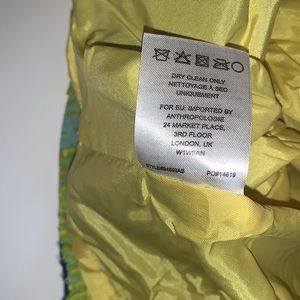 DRY CLEAN ONLY
NETTOYAGE À SEC
UNIQUEMENT
FOR EU: IMPORTED BY
ANTHROPOLOGIE
24 MARKET PLACE,
3RD FLOOR
LONDON, UK
W1W8AN
PO#14619